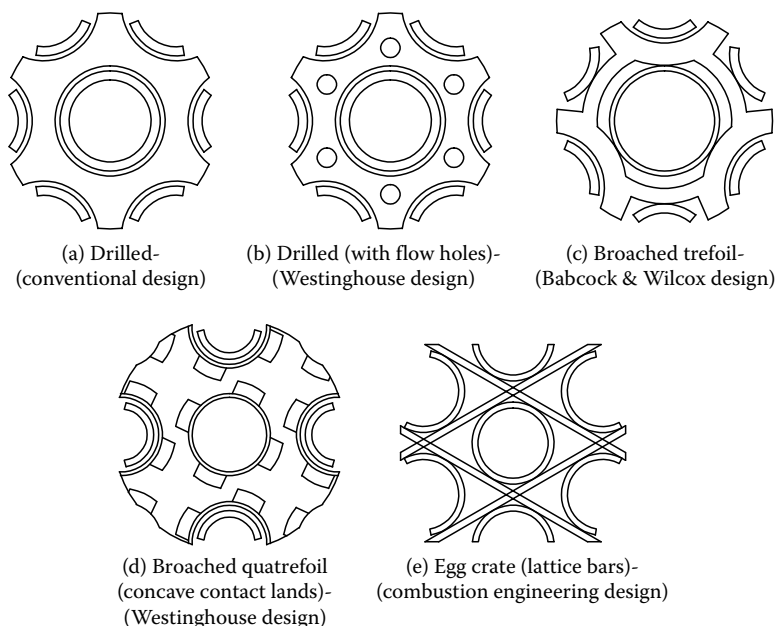 (a) Drilled-
(conventional design)
(b) Drilled (with flow holes)-
(Westinghouse design)
(c) Broached trefoil-
(Babcock & Wilcox design)
(d) Broached quatrefoil
(concave contact lands)-
(Westinghouse design)
(e) Egg crate (lattice bars)-
(combustion engineering design)